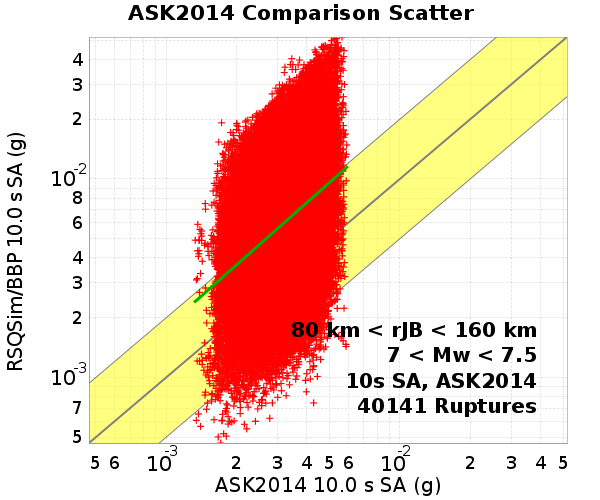 ASK2014 Comparison Scatter
RSQSim/BBP 10.0 s SA (g)
4
3
2
10-2
8
6
4
3
2
10-3
7
5
80 km < rJB < 160 km
7 < Mw < 7.5
10s SA, ASK2014
40141 Ruptures
5 6 10-3 2 3 4 5 6 10-2 2 3 4 5
ASK2014 10.0 s SA (g)